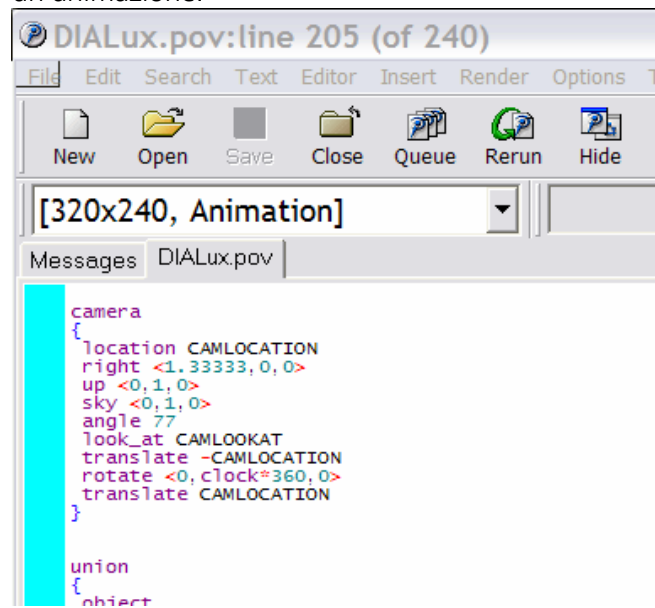 DIALux.pov:line 205 (of 240)
File Edit Search Text Editor Insert Render Options
New Open Save Close Queue Rerun Hide
[320x240, Animation]
Messages DIALux.pov
camera
{
location CAMLOCATION
right <1.33333,0,0>
up <0,1,0>
sky <0,1,0>
angle 77
look_at CAMLOOKAT
translate -CAMLOCATION
rotate <0,clock*360,0>
translate CAMLOCATION
}
union
{
object